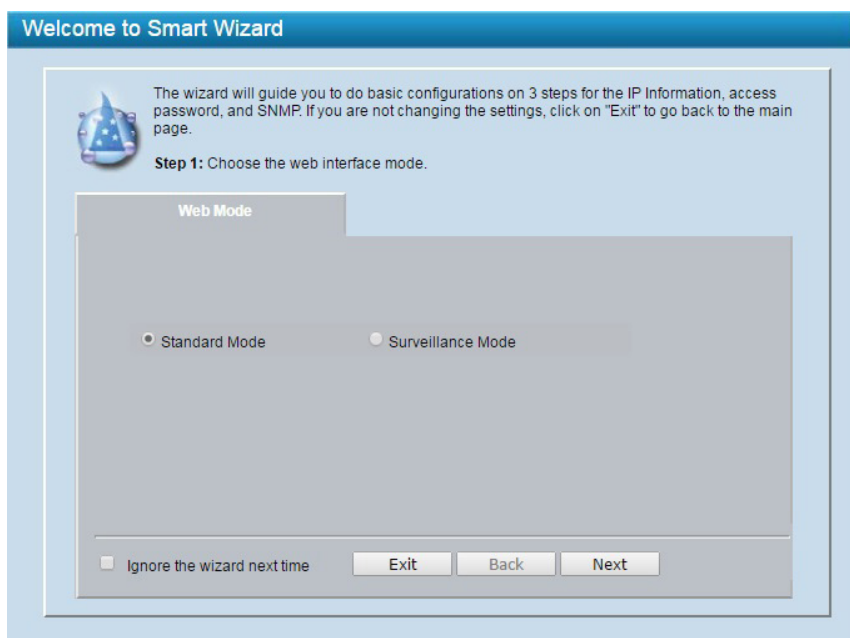 Welcome to Smart Wizard
The wizard will guide you to do basic configurations on 3 steps for the IP Information, access
password, and SNMP. If you are not changing the settings, click on "Exit" to go back to the main
page.
Step 1: Choose the web interface mode.
Web Mode
Standard Mode Surveillance Mode
Ignore the wizard next time Exit Back Next